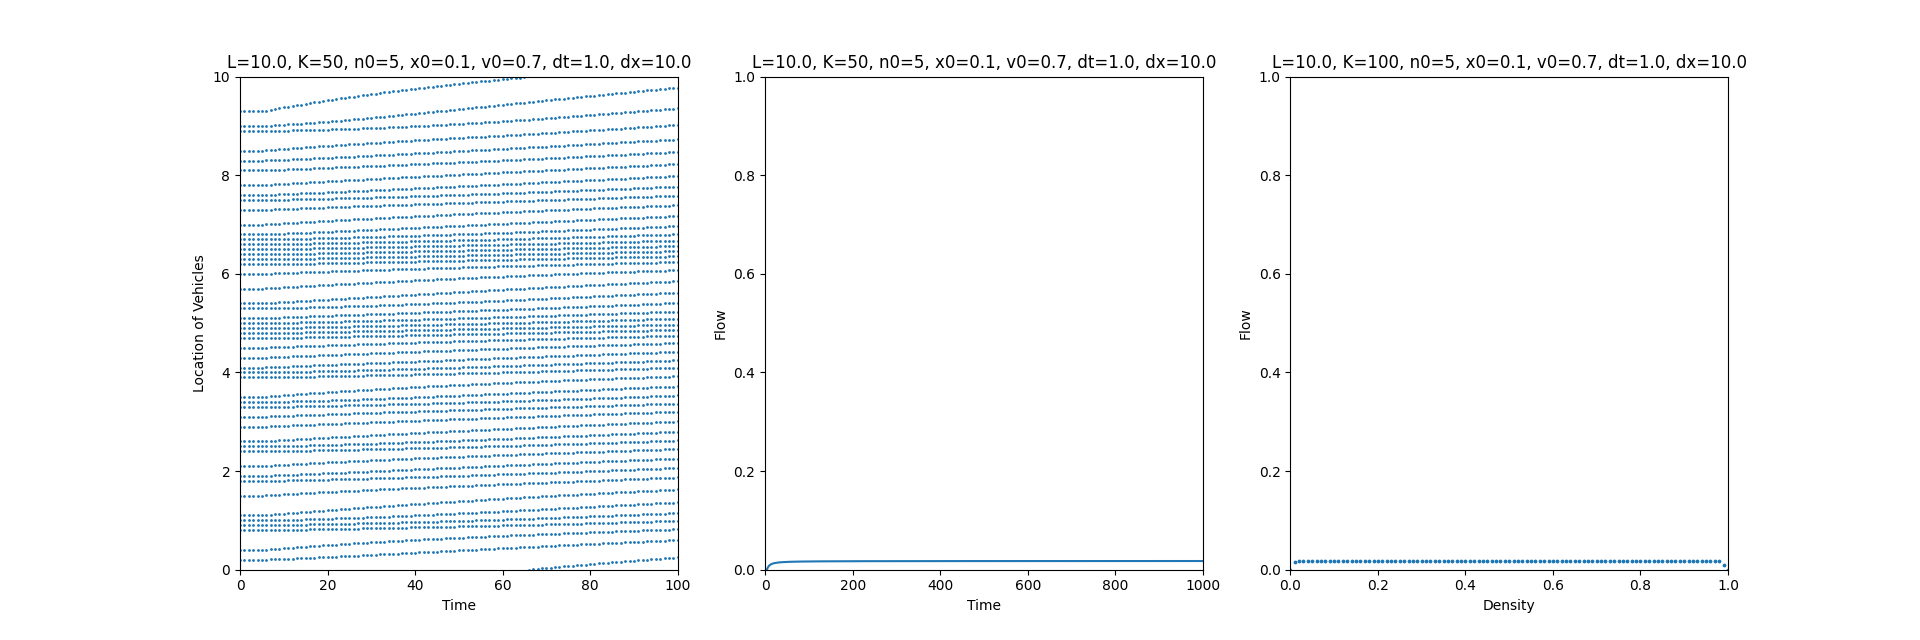 L=10.0, K=50, n0=5, x0=0.1, v0=0.7, dt=1.0, dx=10.0
10
8
6
4
2
0
0 20 40 60 80 100
Location of Vehicles
Time
L=10.0, K=50, n0=5, x0=0.1, v0=0.7, dt=1.0, dx=10.0
1.0
0.8
0.6
0.4
0.2
0.0
0 200 400 600 800 1000
Flow
Time
L=10.0, K=100, n0=5, x0=0.1, v0=0.7, dt=1.0, dx=10.0
1.0
0.8
0.6
0.4
0.2
0.0
0.0 0.2 0.4 0.6 0.8 1.0
Flow
Density